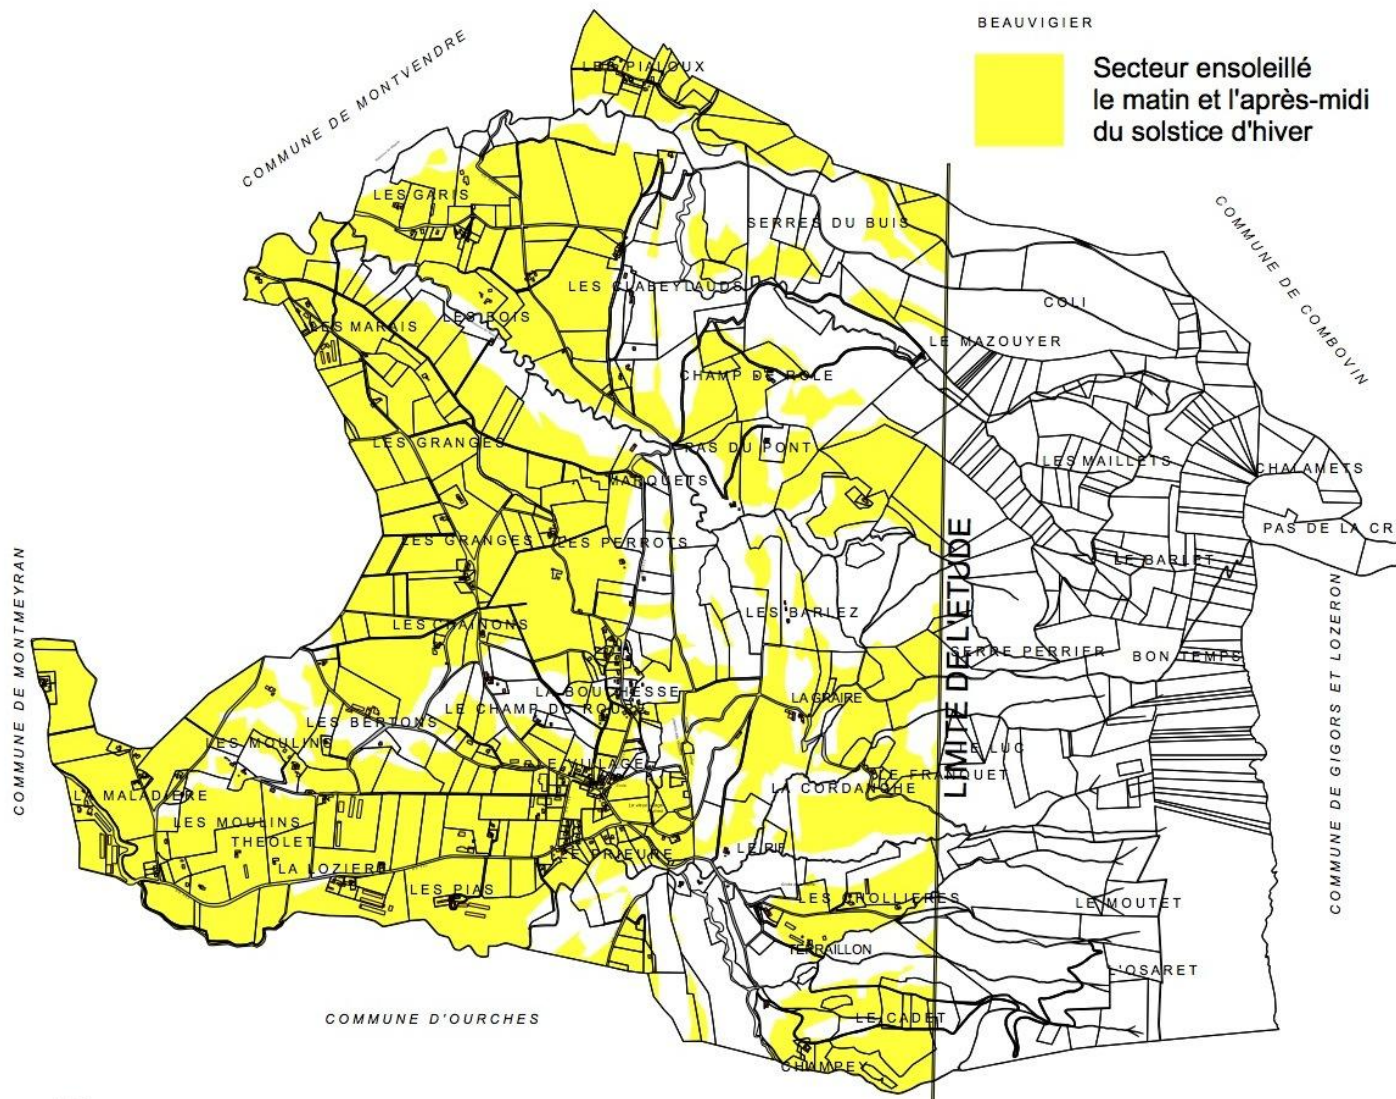 BEAUVIGIER
Secteur ensoleillé
le matin et l'après-midi
du solstice d'hiver
COMMUNE DE MONTVENDRE
LES PIALOUX
LES GARIS
SERRES DU BUIS
COMMUNE DE COMBOVIN
LES CLABEYLAUDS
COLI
LES BOIS
LES MARAIS
LE MAZOUYER
CHAMP DE ROLE
LES GRANGES
PAS DU PONT
LES MAILLETS
CHALAMETS
MARQUETS
PAS DE LA CR
LES GRANGES
LES PERROTS
LE BARLET
LIMITE DE L'ETUDE
COMMUNE DE MONTMEYRAN
LES CHAINONS
LES BARLEZ
SERRE PERRIER
BON TEMPS
COMMUNE DE GIGORS ET LOZERON
LA BOUCHESSE
LA GRAIRE
LE CHAMP DU ROUX
LES BERTONS
LES MOULINS
LE LUC
LE VILLAGE
LE FRANQUET
LA CORDANCHE
LA MALADIERE
LES MOULINS
THEOLET
LE RIF
LE PRIEURE
LA LOZIERE
LES PIAS
LES CHOLLIERES
LE MOUTET
TERRAILLON
L'OSARET
COMMUNE D'OURCHES
LE CADET
CHAMPEY